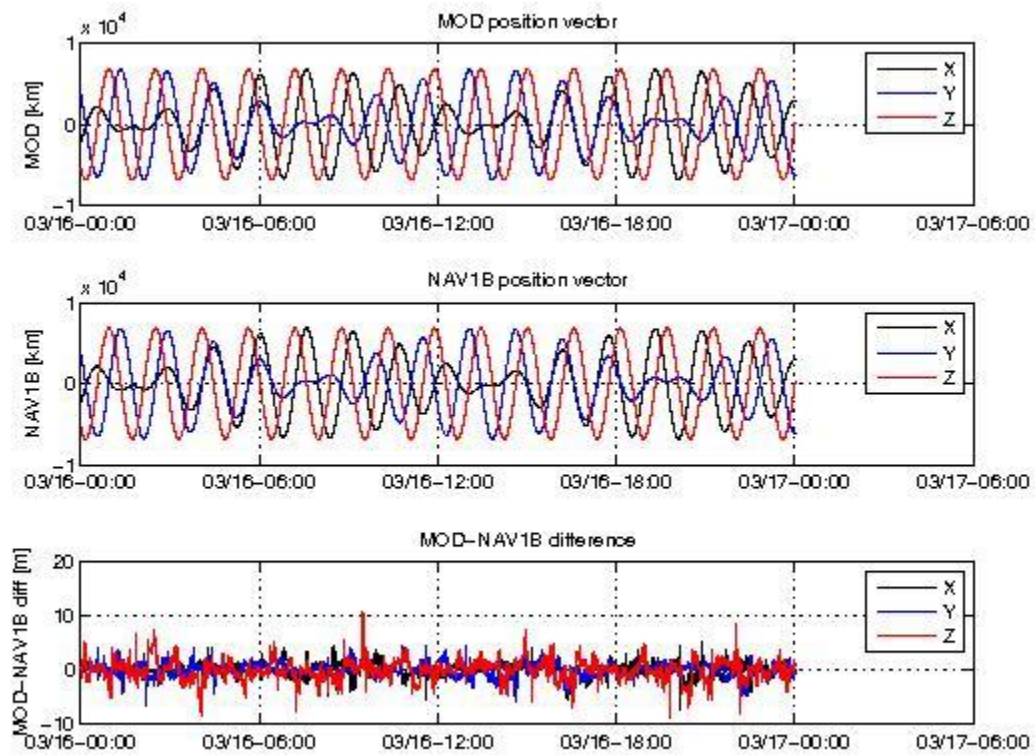 x 10^4
MOD position vector
1
0
-1
MOD [km]
X
Y
Z
03/16-00:00 03/16-06:00 03/16-12:00 03/16-18:00 03/17-00:00 03/17-06:00
x 10^4
NAV1B position vector
1
0
-1
NAV1B [km]
X
Y
Z
03/16-00:00 03/16-06:00 03/16-12:00 03/16-18:00 03/17-00:00 03/17-06:00
MOD-NAV1B difference
20
10
0
-10
MOD-NAV1B diff [m]
X
Y
Z
03/16-00:00 03/16-06:00 03/16-12:00 03/16-18:00 03/17-00:00 03/17-06:00